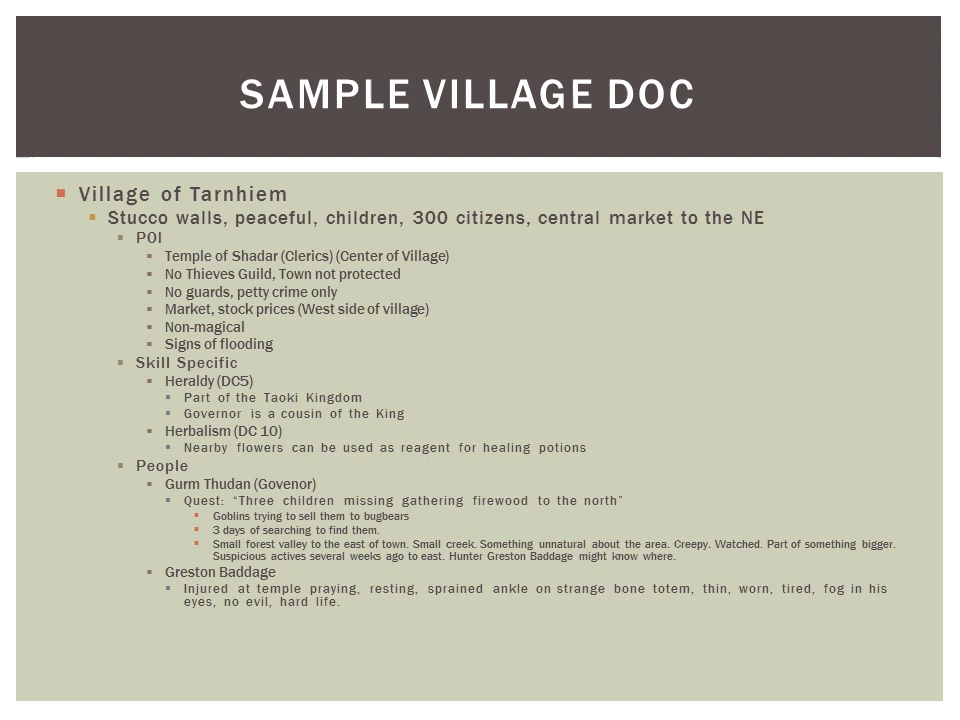 SAMPLE VILLAGE DOC
Village of Tarnhiem
Stucco walls, peaceful, children, 300 citizens, central market to the NE
POI
Temple of Shadar (Clerics) (Center of Village)
No Thieves Guild, Town not protected
No guards, petty crime only
Market, stock prices (West side of village)
Non-magical
Signs of flooding
Skill Specific
Heraldy (DC5)
Part of the Taoki Kingdom
Governor is a cousin of the King
Herbalism (DC 10)
Nearby flowers can be used as reagent for healing potions
People
Gurm Thudan (Govenor)
Quest: “Three children missing gathering firewood to the north”
Goblins trying to sell them to bugbears
3 days of searching to find them.
Small forest valley to the east of town. Small creek. Something unnatural about the area. Creepy. Watched. Part of something bigger.
Suspicious actives several weeks ago to east. Hunter Greston Baddage might know where.
Greston Baddage
Injured at temple praying, resting, sprained ankle on strange bone totem, thin, worn, tired, fog in his
eyes, no evil, hard life.